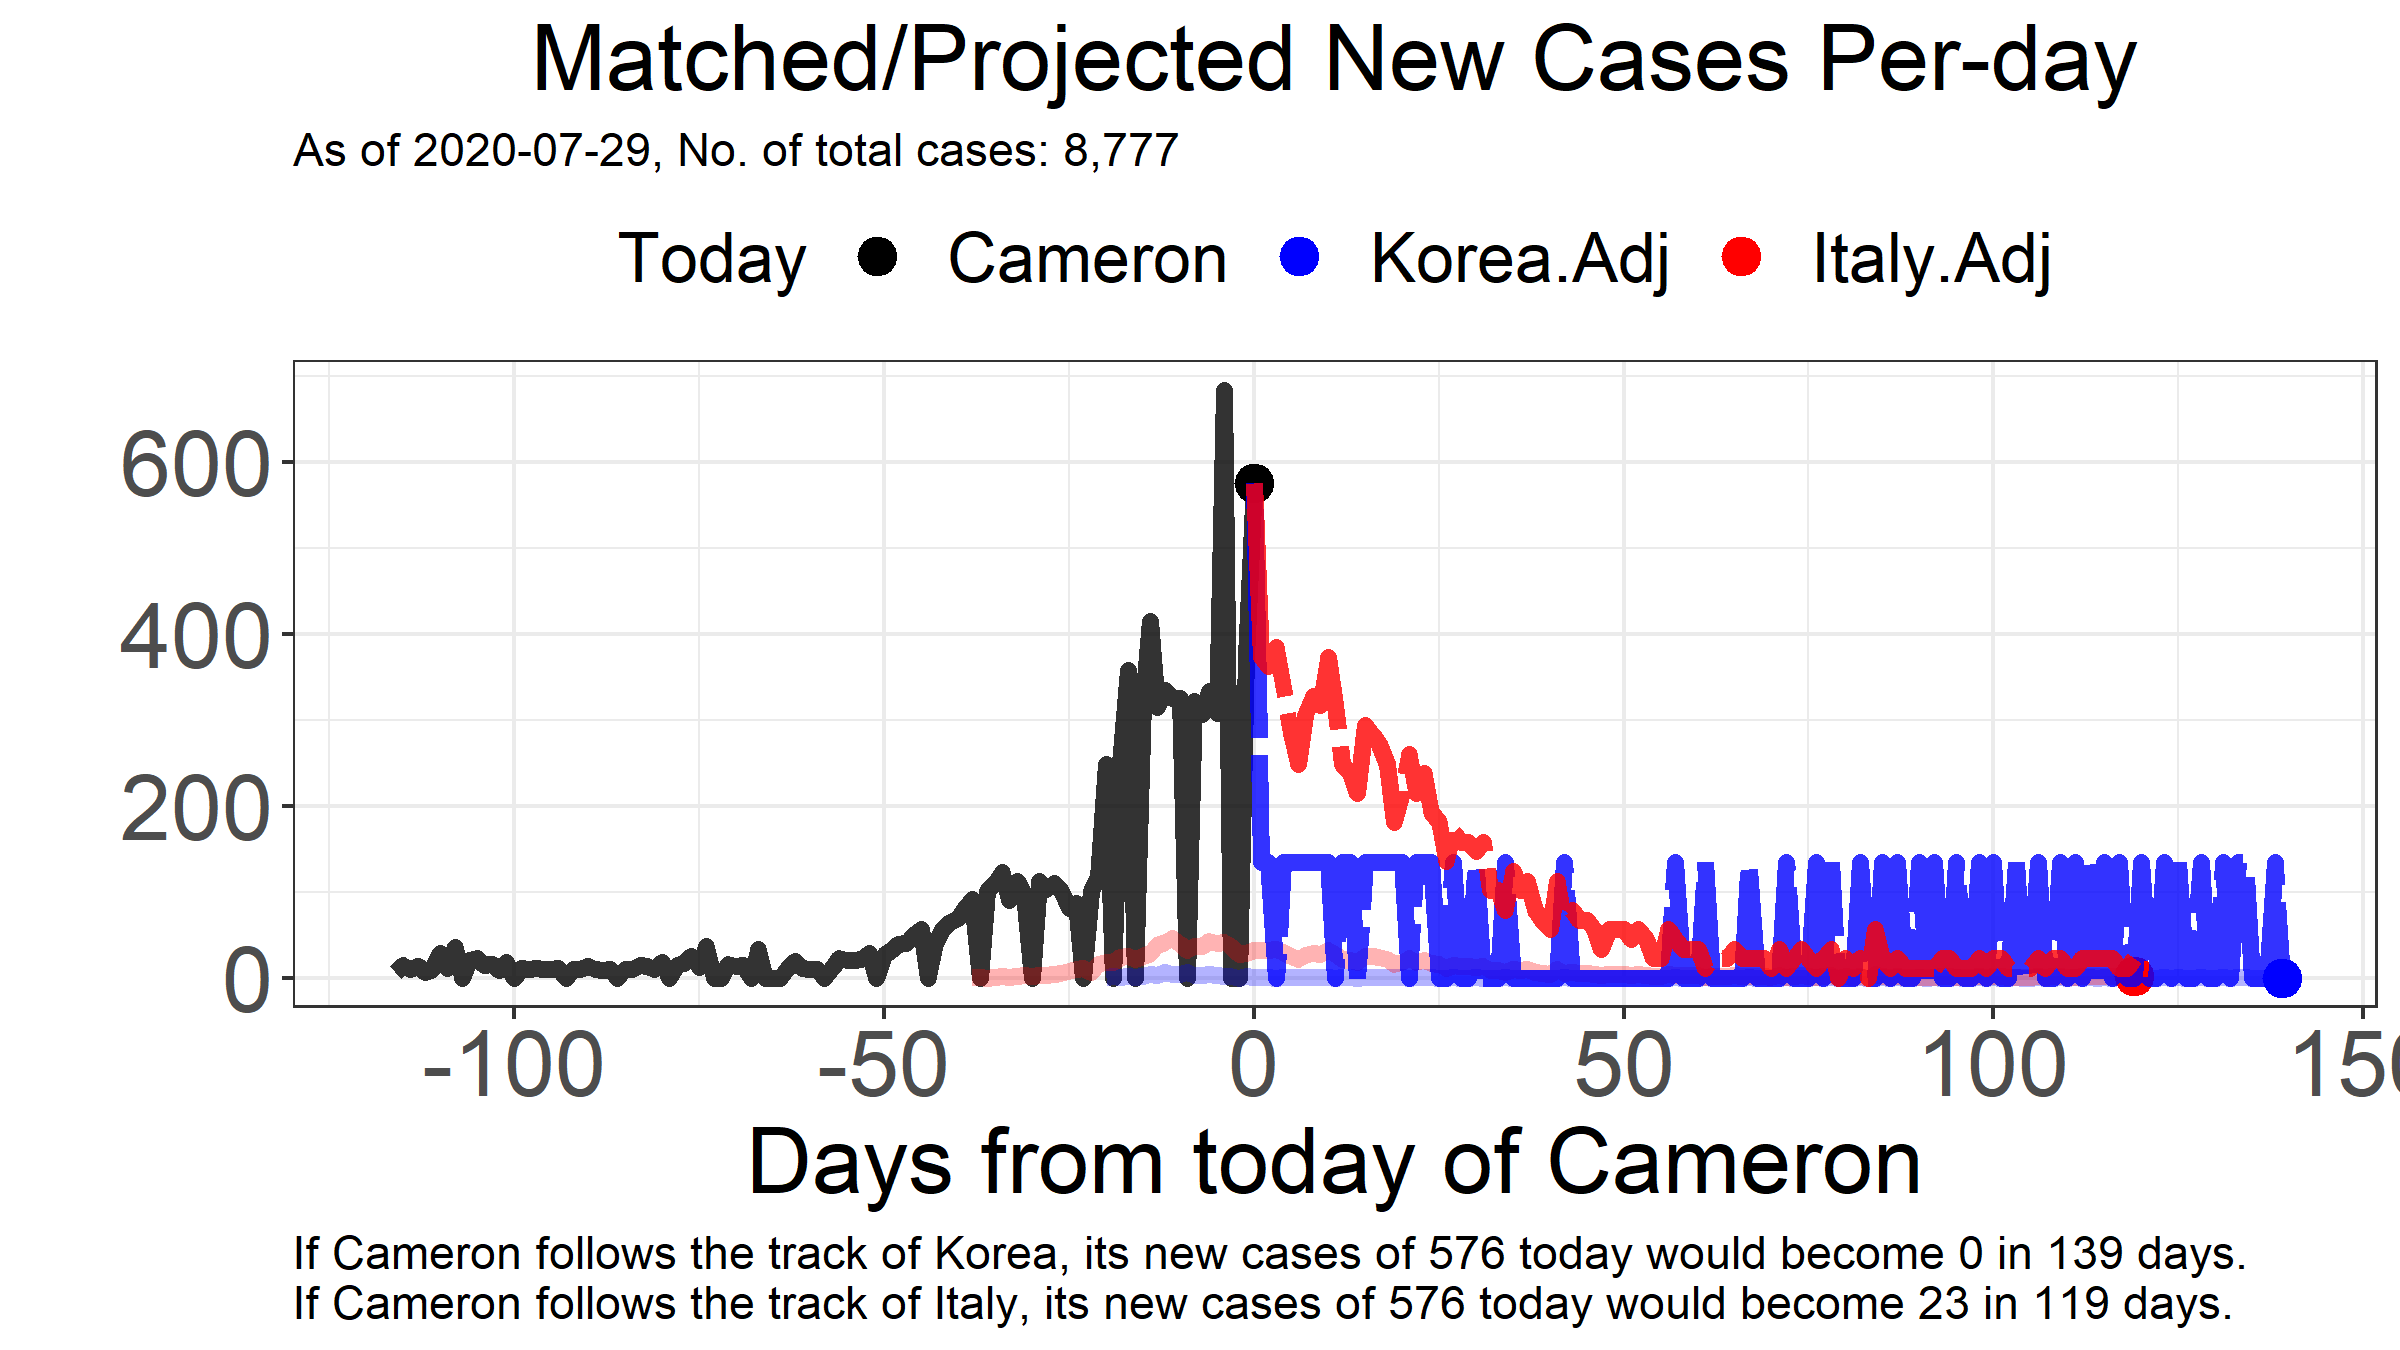 Matched/Projected New Cases Per-day
As of 2020-07-29, No. of total cases: 8,777
Today Cameron Korea.Adj Italy.Adj
600
400
200
0
-100 -50 0 50 100 150
Days from today of Cameron
If Cameron follows the track of Korea, its new cases of 576 today would become 0 in 139 days.
If Cameron follows the track of Italy, its new cases of 576 today would become 23 in 119 days.